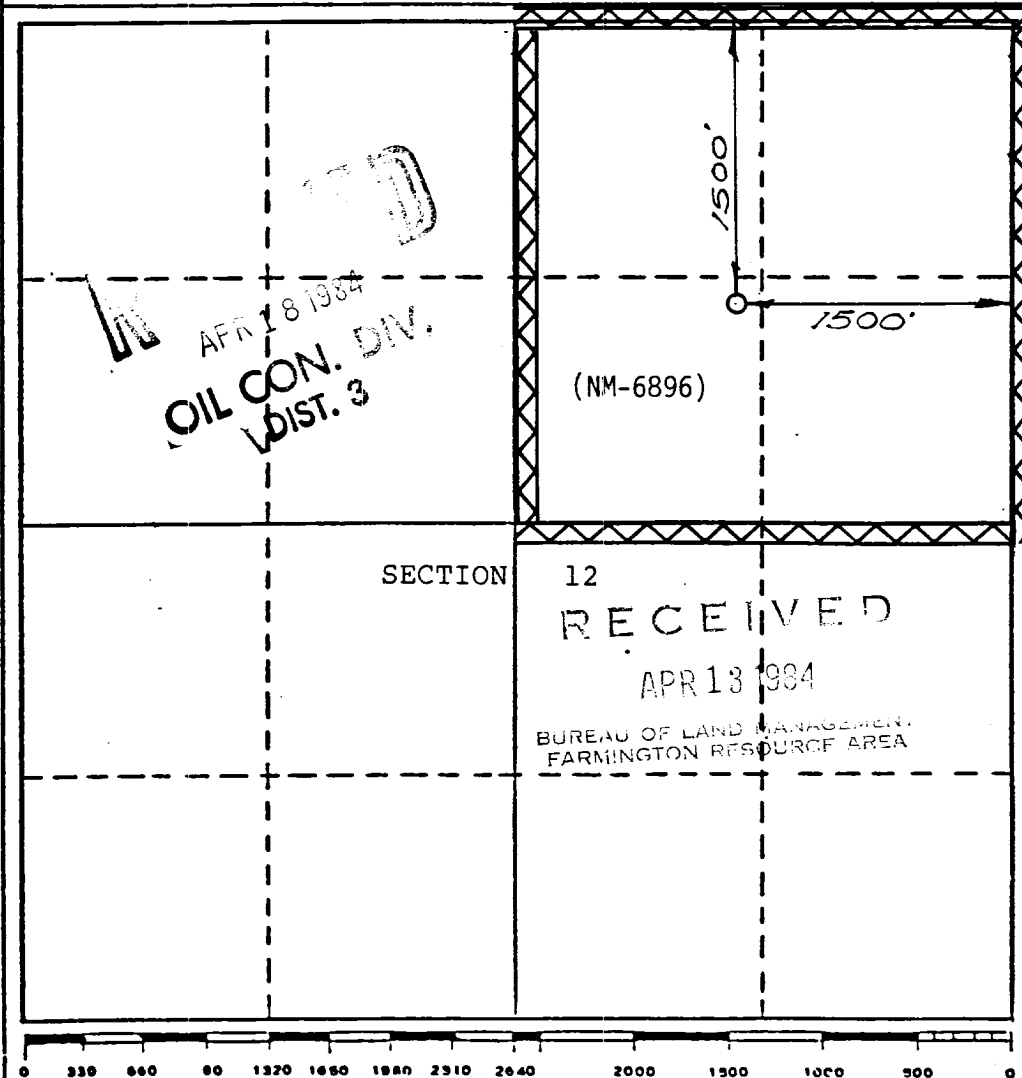 1500'
1500'
APR 18 1984
OIL CON. DIV.
DIST. 3
(NM-6896)
SECTION 12
RECEIVED
APR 13 1984
BUREAU OF LAND MANAGEMENT
FARMINGTON RESOURCE AREA
0 330 660 90 1320 1650 1980 2310 2640 2000 1500 1000 500 0